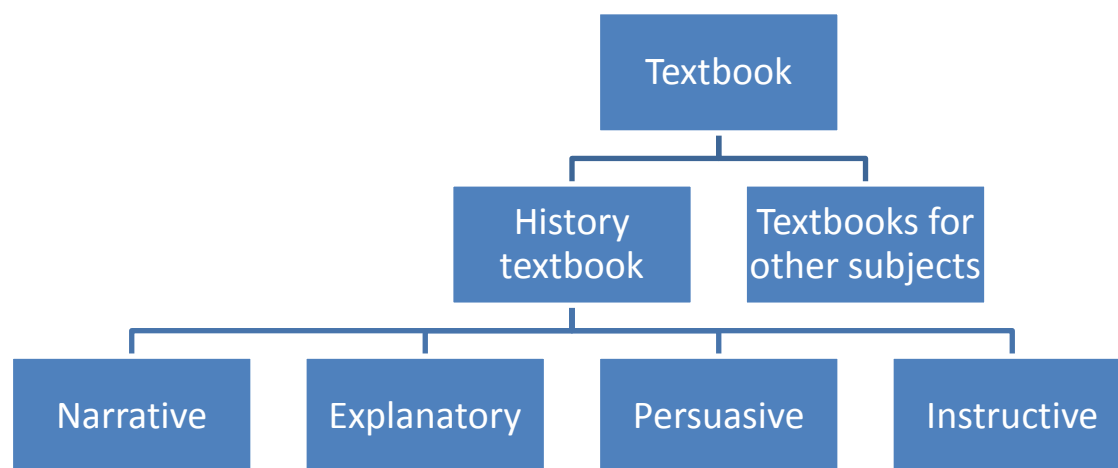 Textbook
History
textbook
Textbooks for
other subjects
Narrative
Explanatory
Persuasive
Instructive